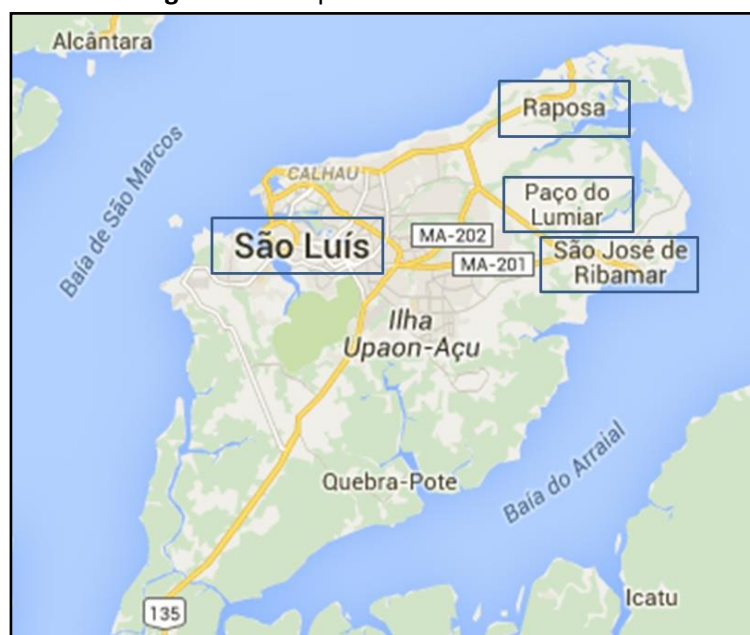 Alcântara
Raposa
Baía de São Marcos
CALHAU
Paço do
Lumiar
São Luís
MA-202
São José de
Ribamar
MA-201
Ilha
Upaon-Açu
Quebra-Pote
Baía do Arraial
Icatu
135